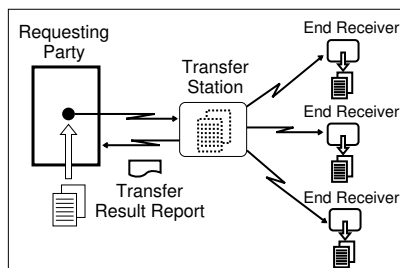 Requesting
Party
Transfer
Station
End Receiver
End Receiver
End Receiver
Transfer
Result Report